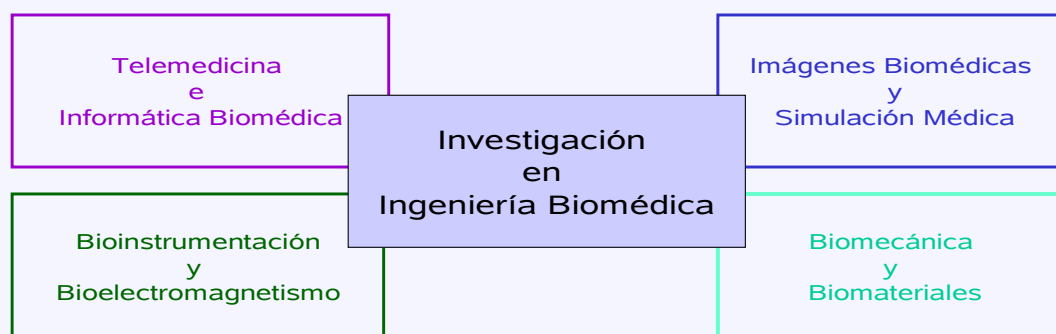 Telemedicina
e
Informática Biomédica
Imágenes Biomédicas
y
Simulación Médica
Investigación
en
Ingeniería Biomédica
Bioinstrumentación
y
Bioelectromagnetismo
Biomecánica
y
Biomateriales